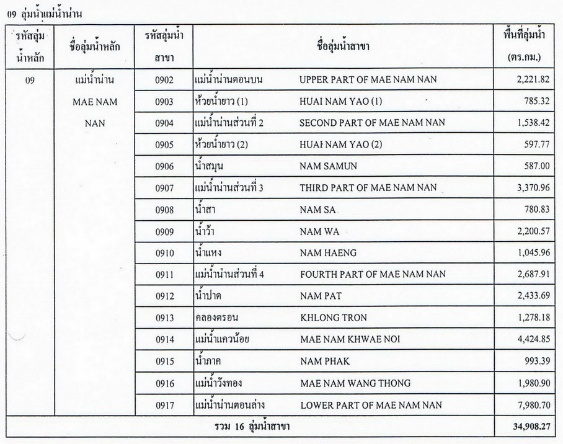 09 ลุ่มน้ำแม่น้ำน่าน
รหัสลุ่มน้ำหลัก ชื่อลุ่มน้ำหลัก รหัสลุ่มน้ำสาขา ชื่อลุ่มน้ำสาขา พื้นที่ลุ่มน้ำ (ตร.กม.)
09 แม่น้ำน่าน 0902 แม่น้ำน่านตอนบน UPPER PART OF MAE NAM NAN 2,221.82
MAE NAM 0903 ห้วยน้ำยาว (1) HUAI NAM YAO (1) 785.32
NAN 0904 แม่น้ำน่านส่วนที่ 2 SECOND PART OF MAE NAM NAN 1,538.42
0905 ห้วยน้ำยาว (2) HUAI NAM YAO (2) 597.77
0906 น้ำสมุน NAM SAMUN 587.00
0907 แม่น้ำน่านส่วนที่ 3 THIRD PART OF MAE NAM NAN 3,370.96
0908 น้ำสา NAM SA 780.83
0909 น้ำว้า NAM WA 2,200.57
0910 น้ำแหง NAM HAENG 1,045.96
0911 แม่น้ำน่านส่วนที่ 4 FOURTH PART OF MAE NAM NAN 2,687.91
0912 น้ำปาด NAM PAT 2,433.69
0913 คลองตรอน KHLONG TRON 1,278.18
0914 แม่น้ำแควน้อย MAE NAM KHWAE NOI 4,424.85
0915 น้ำภาค NAM PHAK 993.39
0916 แม่น้ำวังทอง MAE NAM WANG THONG 1,980.90
0917 แม่น้ำน่านตอนล่าง LOWER PART OF MAE NAM NAN 7,980.70
รวม 16 ลุ่มน้ำสาขา 34,908.27